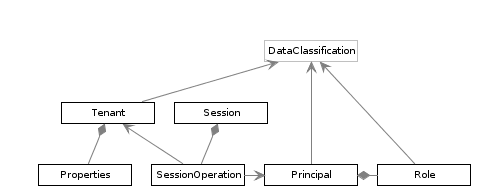 DataClassification
Tenant
Session
Properties
SessionOperation
Principal
Role